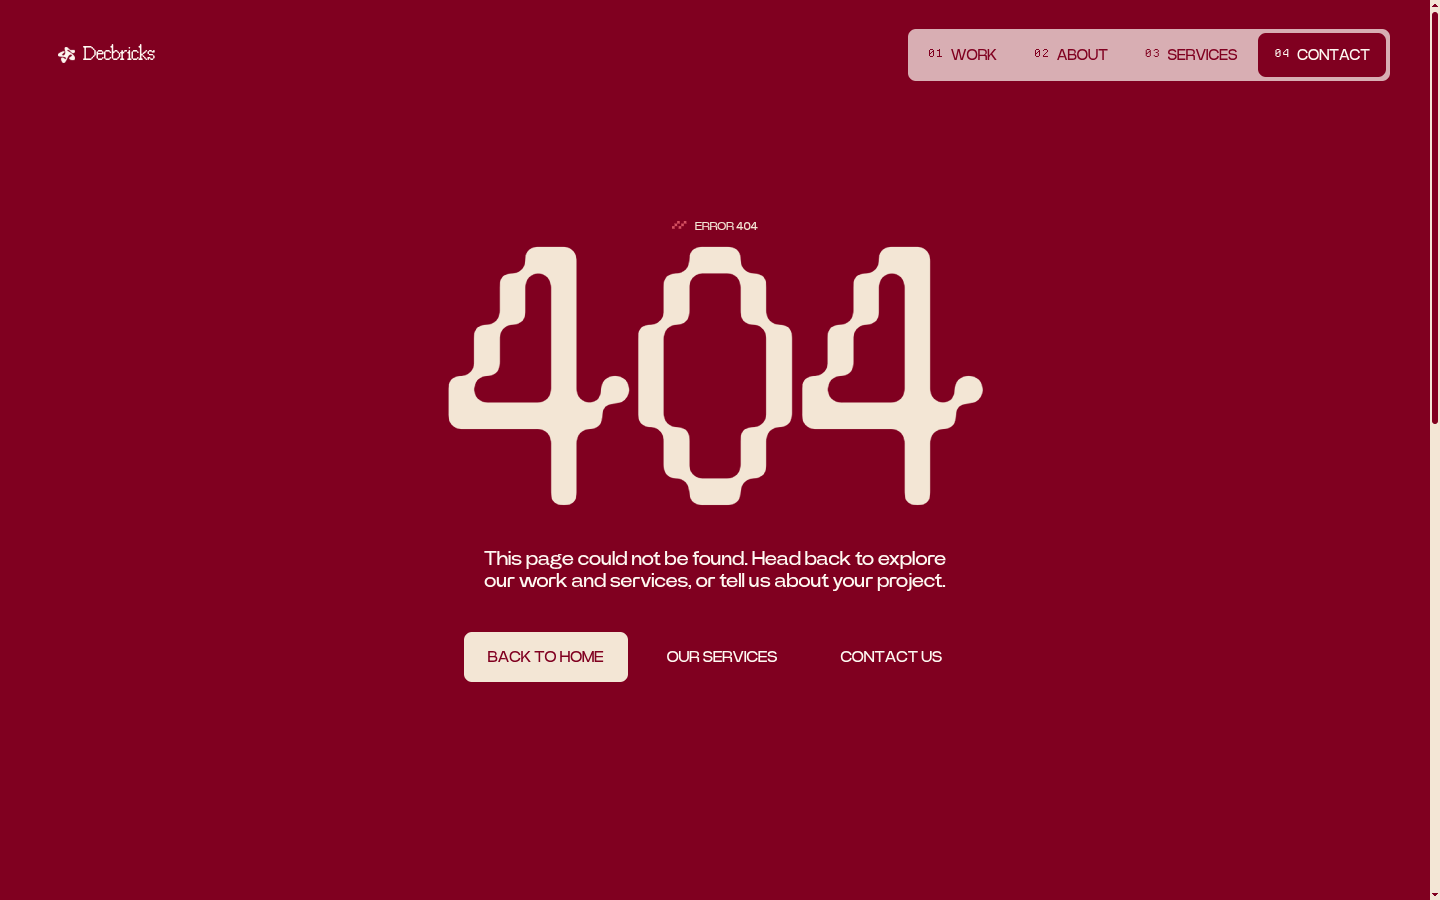 Decbricks
01 WORK 02 ABOUT 03 SERVICES 04 CONTACT
ERROR 404
404
This page could not be found. Head back to explore
our work and services, or tell us about your project.
BACK TO HOME OUR SERVICES CONTACT US